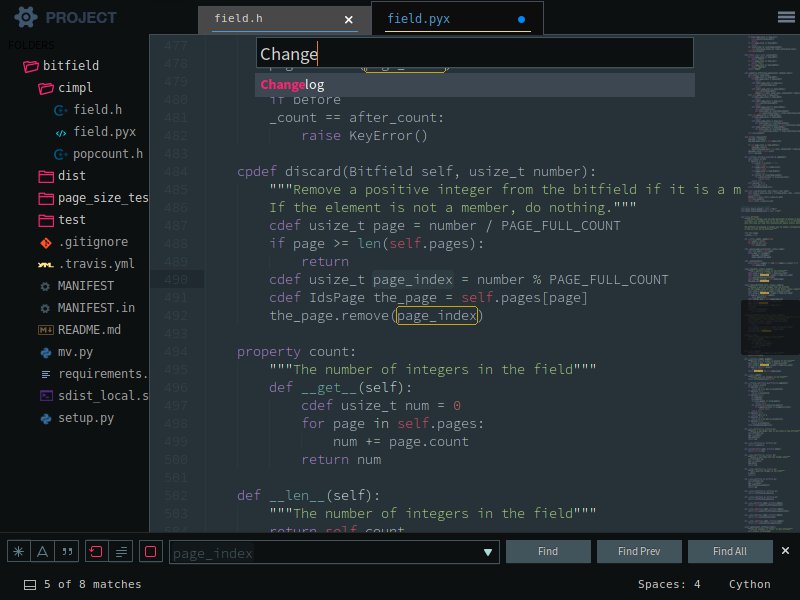 PROJECT
field.h
field.pyx
FOLDERS
bitfield
cimpl
field.h
field.pyx
popcount.h
dist
page_size_tes
test
.gitignore
.travis.yml
MANIFEST
MANIFEST.in
README.md
mv.py
requirements.
sdist_local.s
setup.py
Change
Changelog
477
478
479
480 if before
481 _count == after_count:
482 raise KeyError()
483
484 cpdef discard(Bitfield self, usize_t number):
485 """Remove a positive integer from the bitfield if it is a m
486 If the element is not a member, do nothing."""
487 cdef usize_t page = number / PAGE_FULL_COUNT
488 if page >= len(self.pages):
489 return
490 cdef usize_t page_index = number % PAGE_FULL_COUNT
491 cdef IdsPage the_page = self.pages[page]
492 the_page.remove(page_index)
493
494 property count:
495 """The number of integers in the field"""
496 def __get__(self):
497 cdef usize_t num = 0
498 for page in self.pages:
499 num += page.count
500 return num
501
502 def __len__(self):
503 """The number of integers in the field"""
504 return self.count
page_index
Find
Find Prev
Find All
5 of 8 matches
Spaces: 4
Cython